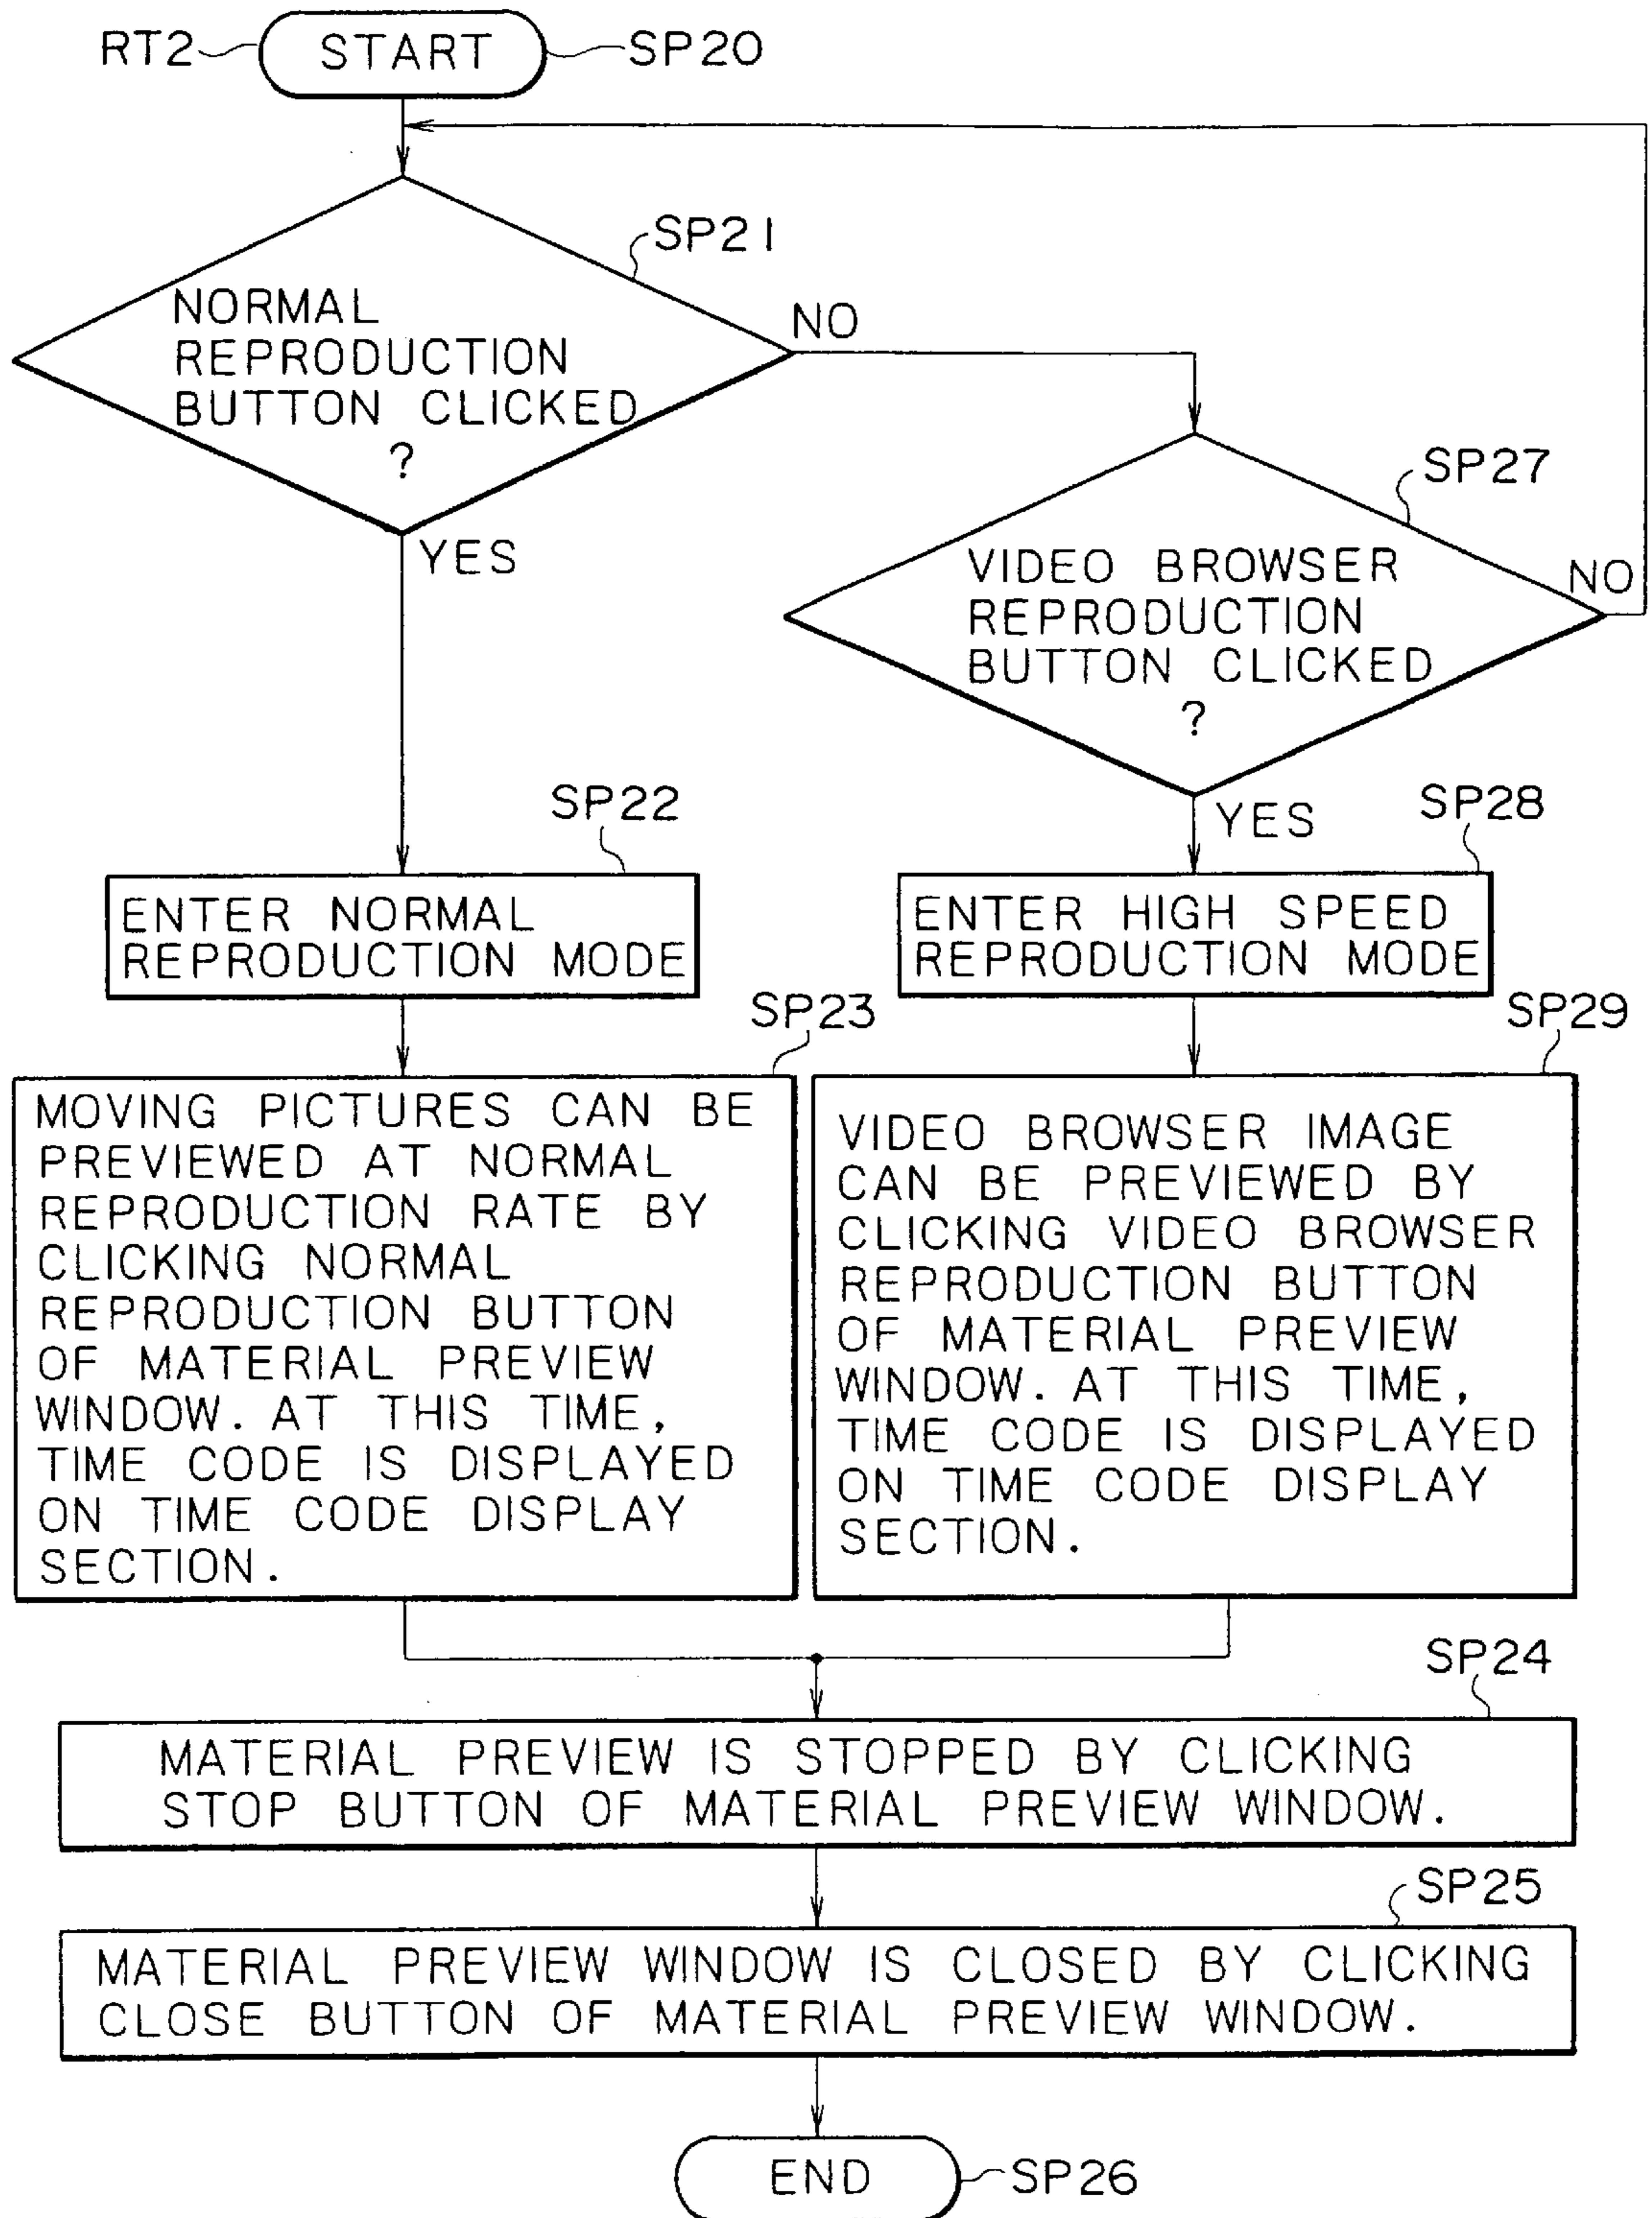 RT2
START
SP20
SP21
NORMAL
REPRODUCTION
BUTTON CLICKED
?
NO
YES
SP27
VIDEO BROWSER
REPRODUCTION
BUTTON CLICKED
?
NO
YES
SP22
ENTER NORMAL
REPRODUCTION MODE
SP28
ENTER HIGH SPEED
REPRODUCTION MODE
SP23
MOVING PICTURES CAN BE
PREVIEWED AT NORMAL
REPRODUCTION RATE BY
CLICKING NORMAL
REPRODUCTION BUTTON
OF MATERIAL PREVIEW
WINDOW. AT THIS TIME,
TIME CODE IS DISPLAYED
ON TIME CODE DISPLAY
SECTION.
SP29
VIDEO BROWSER IMAGE
CAN BE PREVIEWED BY
CLICKING VIDEO BROWSER
REPRODUCTION BUTTON
OF MATERIAL PREVIEW
WINDOW. AT THIS TIME,
TIME CODE IS DISPLAYED
ON TIME CODE DISPLAY
SECTION.
SP24
MATERIAL PREVIEW IS STOPPED BY CLICKING
STOP BUTTON OF MATERIAL PREVIEW WINDOW.
SP25
MATERIAL PREVIEW WINDOW IS CLOSED BY CLICKING
CLOSE BUTTON OF MATERIAL PREVIEW WINDOW.
END
SP26